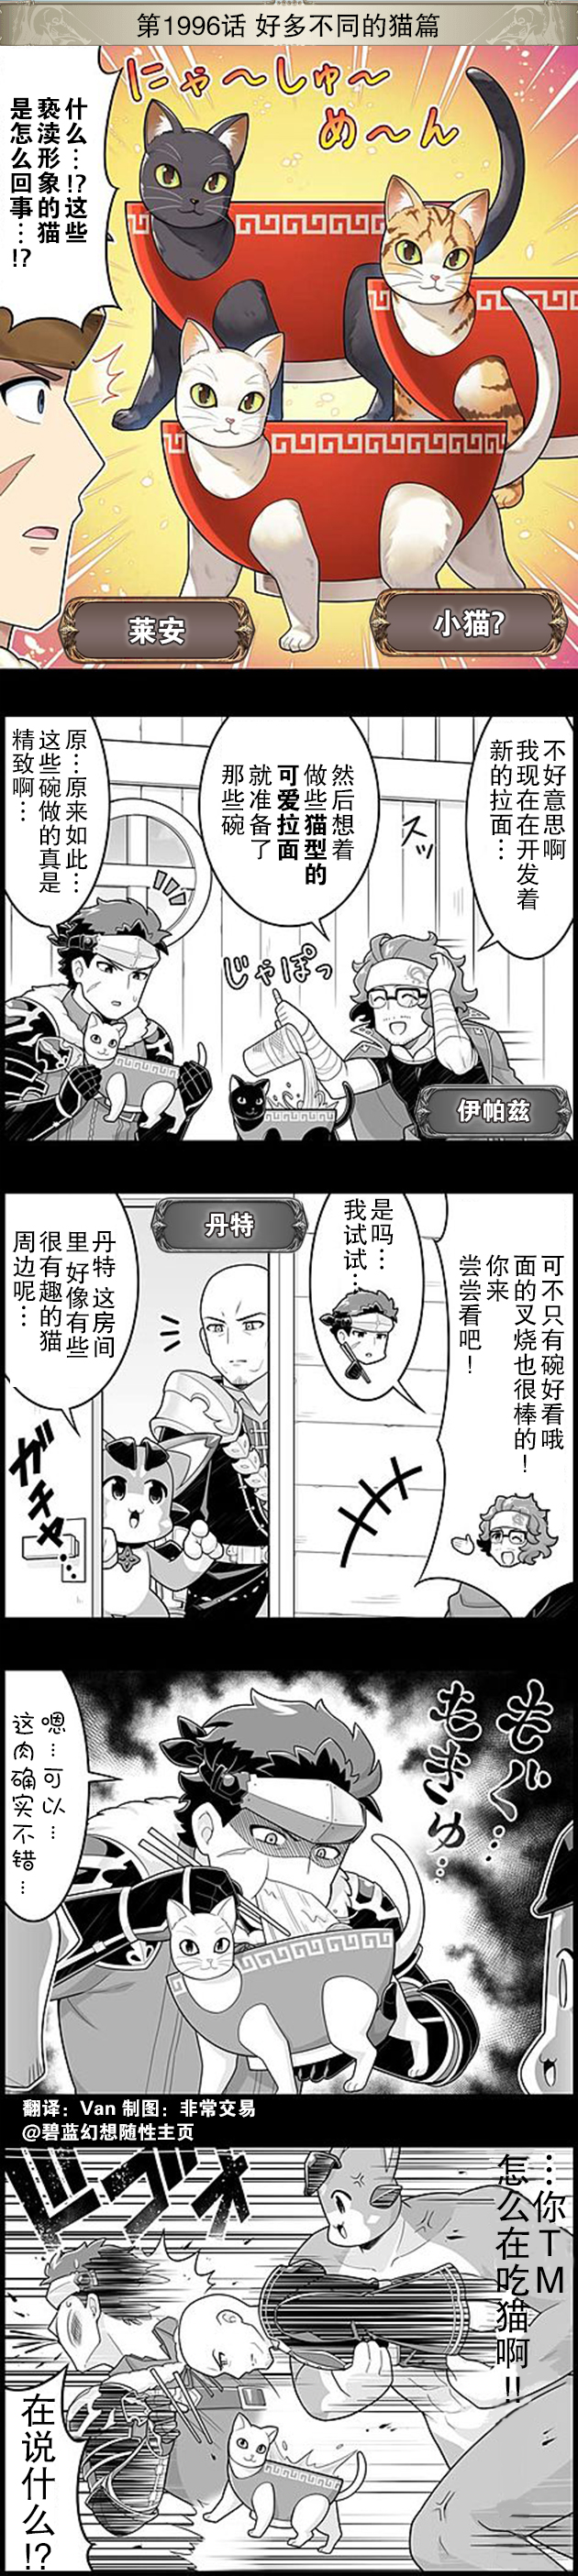 第1996话 好多不同的猫篇
にゃ～しゅ～
め～ん
什么…!?这些
亵渎形象的猫
是怎么回事…!?
莱安
小猫?
不好意思啊
我现在在开发着
新的拉面…
然后想着
做些猫型的
可爱拉面
就准备了
那些碗
原…原来如此…
这些碗做的真是
精致啊…
スッ
じゃぽっ
伊帕兹
可不只有碗好看哦
面的叉烧也很棒的！
你来
尝尝看吧！
是吗…
我试试…
丹特
丹特 这房间
里 好像有些
很有趣的猫
周边呢…
ガチャ…
もぐ…
もきゅ…
嗯…可以…
这肉确实不错…
翻译：Van 制图：非常交易
@碧蓝幻想随性主页
…你TM
怎么在吃猫啊!!
ドゴォ
在说什么!?